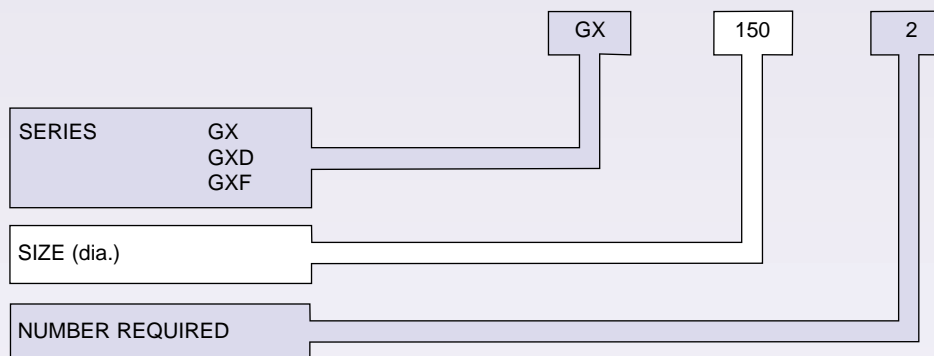 GX 150 2
SERIES GX
GXD
GXF
SIZE (dia.)
NUMBER REQUIRED